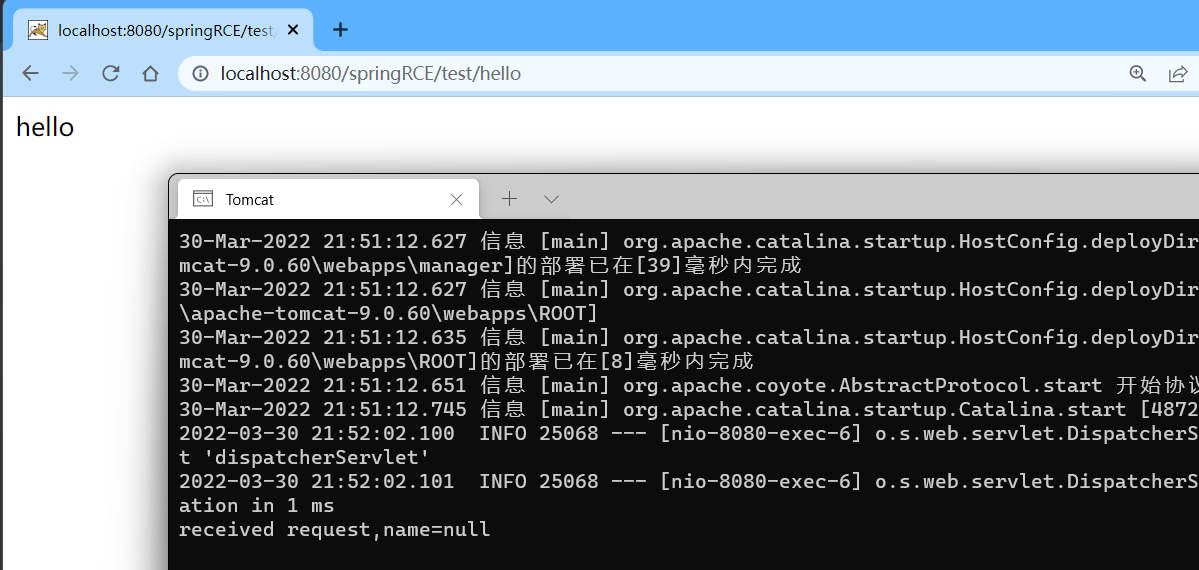 localhost:8080/springRCE/test/
localhost:8080/springRCE/test/hello
hello
Tomcat
30-Mar-2022 21:51:12.627 信息 [main] org.apache.catalina.startup.HostConfig.deployDir
mcat-9.0.60\webapps\manager]的部署已在[39]毫秒内完成
30-Mar-2022 21:51:12.627 信息 [main] org.apache.catalina.startup.HostConfig.deployDir
\apache-tomcat-9.0.60\webapps\ROOT]
30-Mar-2022 21:51:12.635 信息 [main] org.apache.catalina.startup.HostConfig.deployDir
mcat-9.0.60\webapps\ROOT]的部署已在[8]毫秒内完成
30-Mar-2022 21:51:12.651 信息 [main] org.apache.coyote.AbstractProtocol.start 开始协议
30-Mar-2022 21:51:12.745 信息 [main] org.apache.catalina.startup.Catalina.start [4872
2022-03-30 21:52:02.100  INFO 25068 --- [nio-8080-exec-6] o.s.web.servlet.DispatcherS
t 'dispatcherServlet'
2022-03-30 21:52:02.101  INFO 25068 --- [nio-8080-exec-6] o.s.web.servlet.DispatcherS
ation in 1 ms
received request,name=null